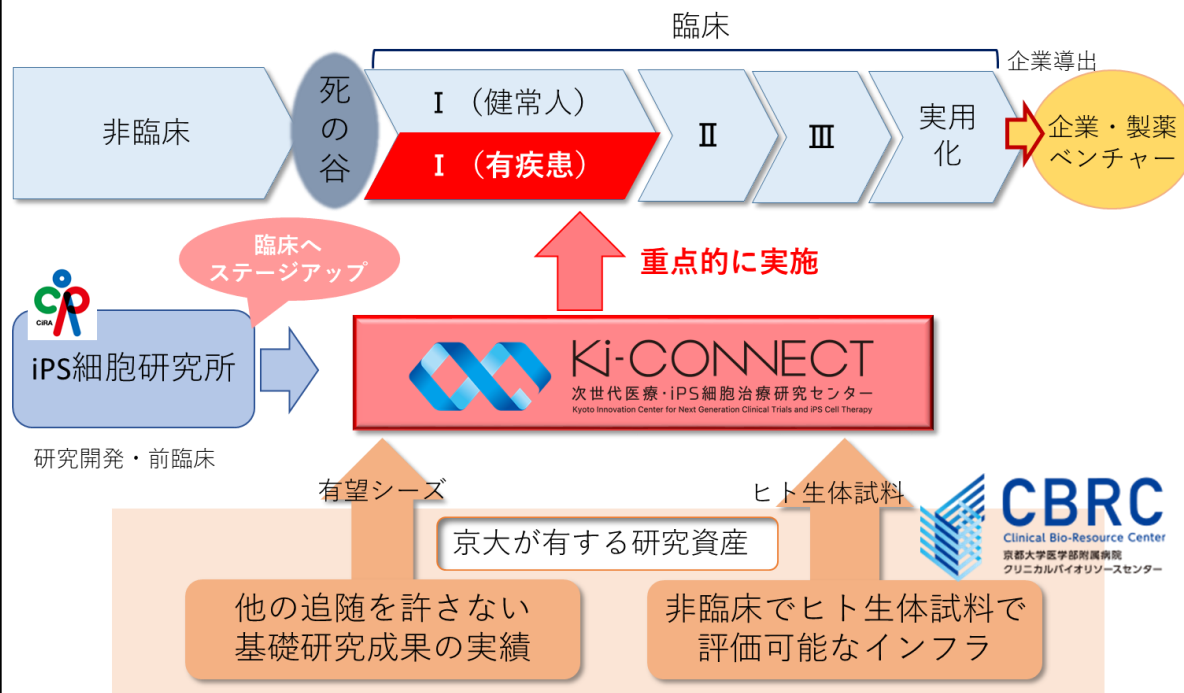 臨床
企業導出
非臨床
死の谷
I （健常人）
I （有疾患）
II
III
実用化
企業・製薬
ベンチャー
臨床へ
ステージアップ
重点的に実施
CiRA
iPS細胞研究所
研究開発・前臨床
Ki-CONNECT
次世代医療・iPS細胞治療研究センター
Kyoto Innovation Center for Next Generation Clinical Trials and iPS Cell Therapy
有望シーズ
ヒト生体試料
CBRC
Clinical Bio-Resource Center
京都大学医学部附属病院
クリニカルバイオリソースセンター
京大が有する研究資産
他の追随を許さない
基礎研究成果の実績
非臨床でヒト生体試料で
評価可能なインフラ